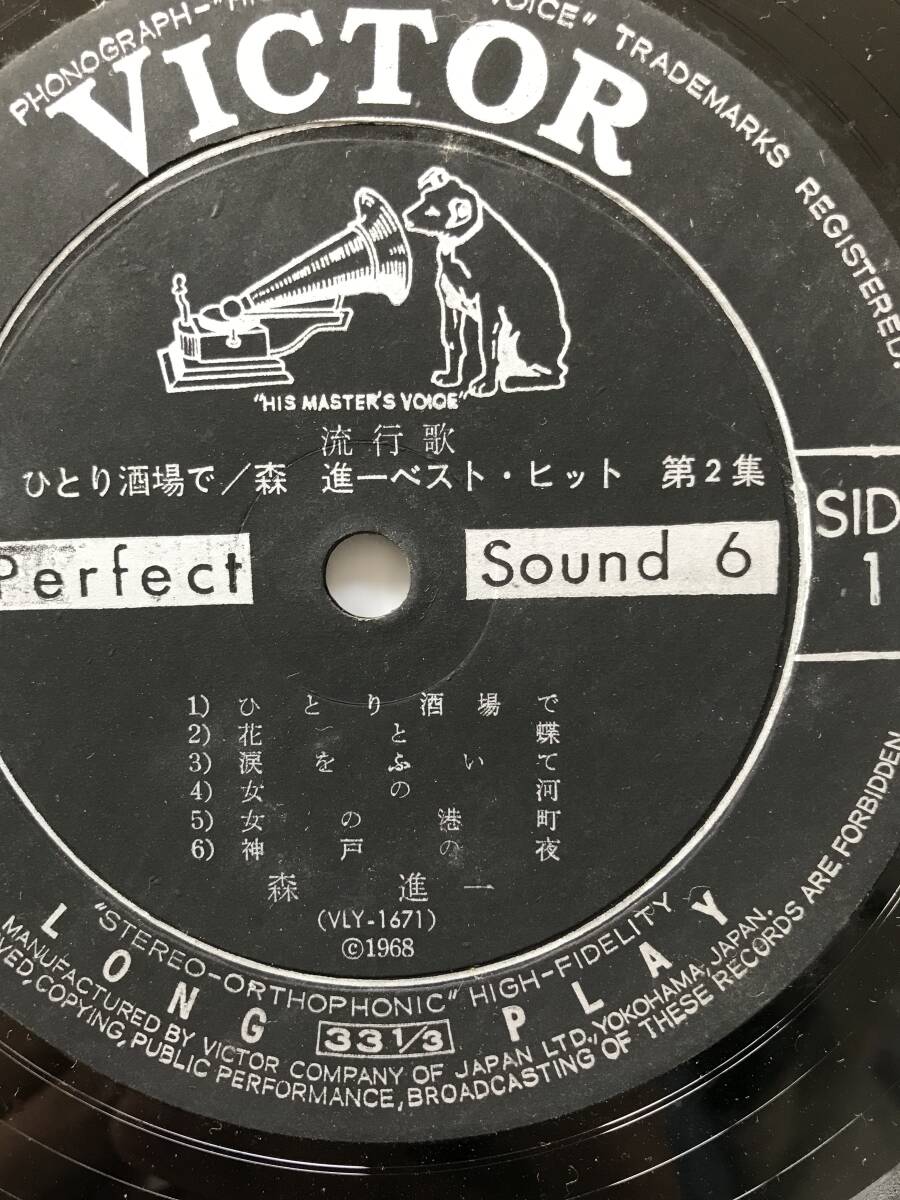 PHONOGRAPH-"HIS VOICE" TRADEMARKS REGISTERED.
VICTOR
"HIS MASTER'S VOICE"
流行歌
ひとり酒場で/森 進一ベスト・ヒット 第2集
Perfect Sound 6
SID
1
1) ひとり酒場で
2) 花と蝶
3) 涙をふいて
4) 女の河
5) 女の港町
6) 神戸の夜
森 進一
(VLY-1671)
©1968
"STEREO-ORTHOPHONIC" HIGH-FIDELITY
LONG 33 1/3 PLAY
MANUFACTURED BY VICTOR COMPANY OF JAPAN LTD. YOKOHAMA, JAPAN.
COPYING, PUBLIC PERFORMANCE, BROADCASTING OF THESE RECORDS ARE FORBIDDEN